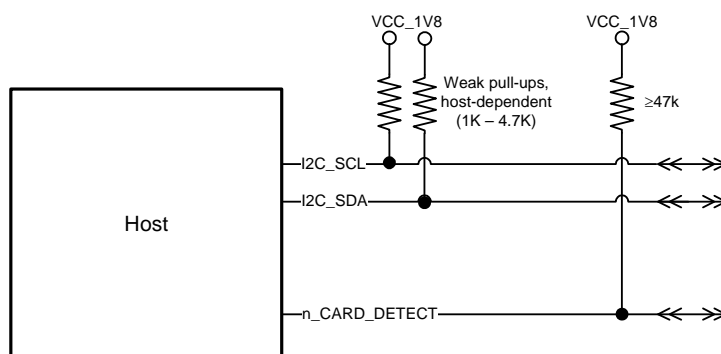 VCC_1V8
VCC_1V8
Weak pull-ups,
host-dependent
(1K – 4.7K)
≥47k
I2C_SCL
I2C_SDA
Host
n_CARD_DETECT